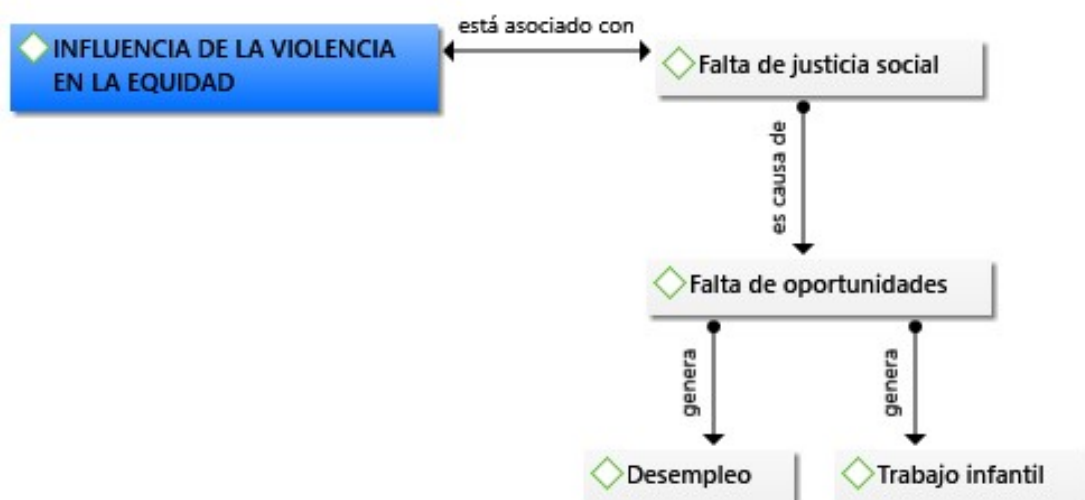 está asociado con
INFLUENCIA DE LA VIOLENCIA
EN LA EQUIDAD
Falta de justicia social
es causa de
Falta de oportunidades
genera
genera
Desempleo
Trabajo infantil